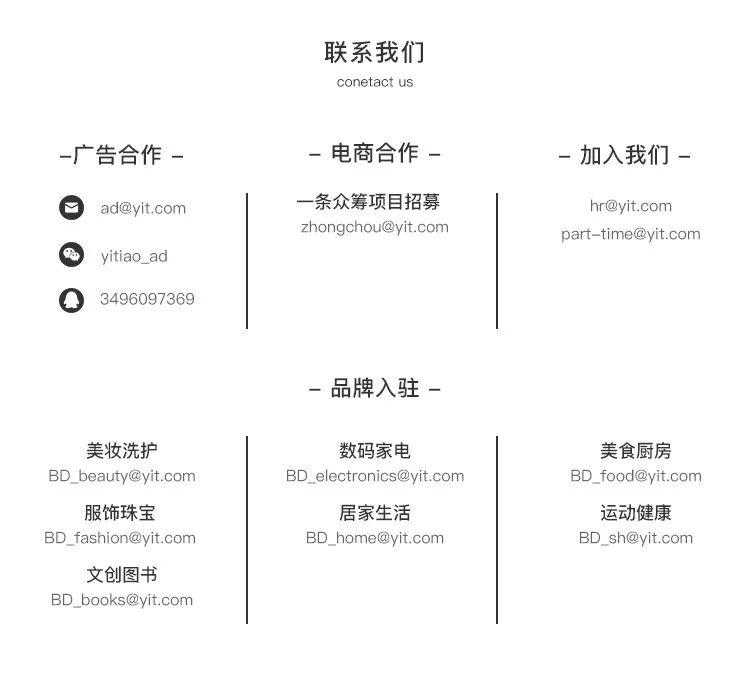 联系我们
conetact us
–广告合作 –
ad@yit.com
yitiao_ad
3496097369
– 电商合作 –
一条众筹项目招募
zhongchou@yit.com
– 加入我们 –
hr@yit.com
part–time@yit.com
– 品牌入驻 –
美妆洗护
BD_beauty@yit.com
服饰珠宝
BD_fashion@yit.com
文创图书
BD_books@yit.com
数码家电
BD_electronics@yit.com
居家生活
BD_home@yit.com
美食厨房
BD_food@yit.com
运动健康
BD_sh@yit.com